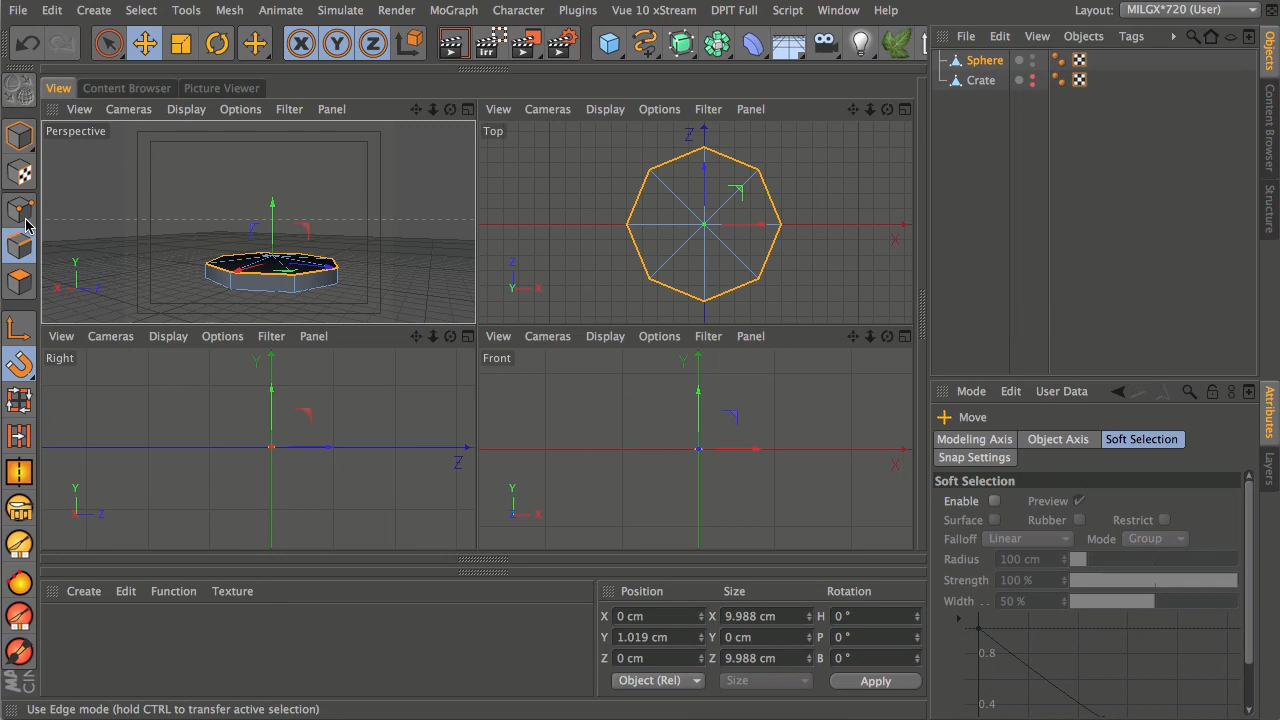 File Edit Create Select Tools Mesh Animate Simulate Render MoGraph Character Plugins Vue 10 xStream DPIT Full Script Window Help Layout: MILGX*720 (User)
irr
File Edit View Objects Tags
Sphere
Crate
Objects
Content Browser
Structure
View Content Browser Picture Viewer
View Cameras Display Options Filter Panel
View Cameras Display Options Filter Panel
Perspective
Y
X Z
Top
Z
X
Z
Y X
View Cameras Display Options Filter Panel
View Cameras Display Options Filter Panel
Right
Y
Z
Y
X Z
Front
Y
X
Y
Z X
Mode Edit User Data
Attributes
Layers
Move
Modeling Axis Object Axis Soft Selection
Snap Settings
Soft Selection
Enable Preview
Surface Rubber Restrict
Falloff Linear Mode Group
Radius 100 cm
Strength 100 %
Width . . 50 %
0.8
0.4
Create Edit Function Texture
Position Size Rotation
X 0 cm X 9.988 cm H 0 °
Y 1.019 cm Y 0 cm P 0 °
Z 0 cm Z 9.988 cm B 0 °
Object (Rel) Size Apply
Use Edge mode (hold CTRL to transfer active selection)